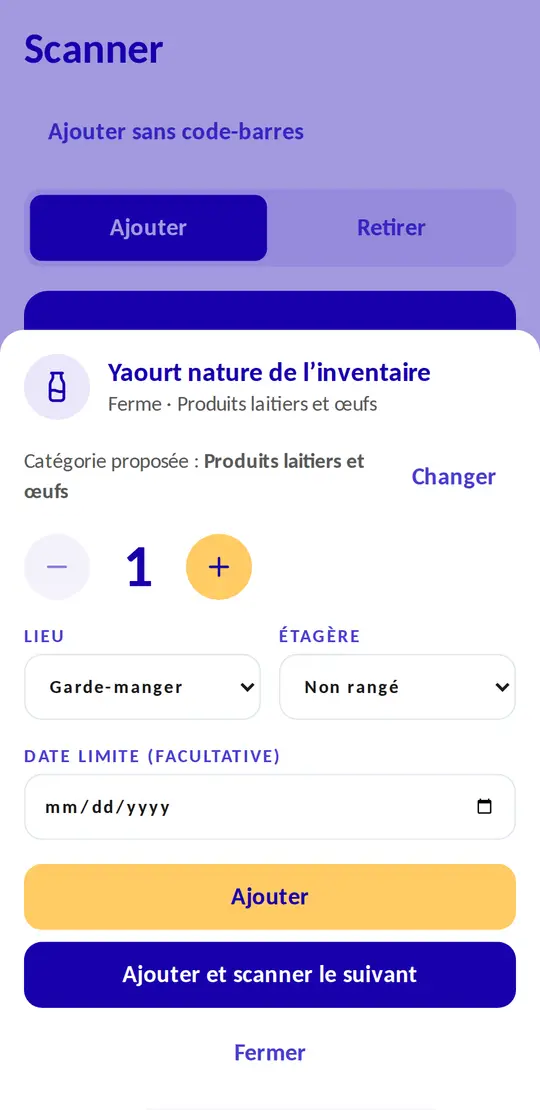 Scanner
Ajouter sans code-barres
Ajouter
Retirer
Yaourt nature de l’inventaire
Ferme · Produits laitiers et œufs
Catégorie proposée : Produits laitiers et
œufs
Changer
1
LIEU
ÉTAGÈRE
Garde-manger
Non rangé
DATE LIMITE (FACULTATIVE)
mm/dd/yyyy
Ajouter
Ajouter et scanner le suivant
Fermer